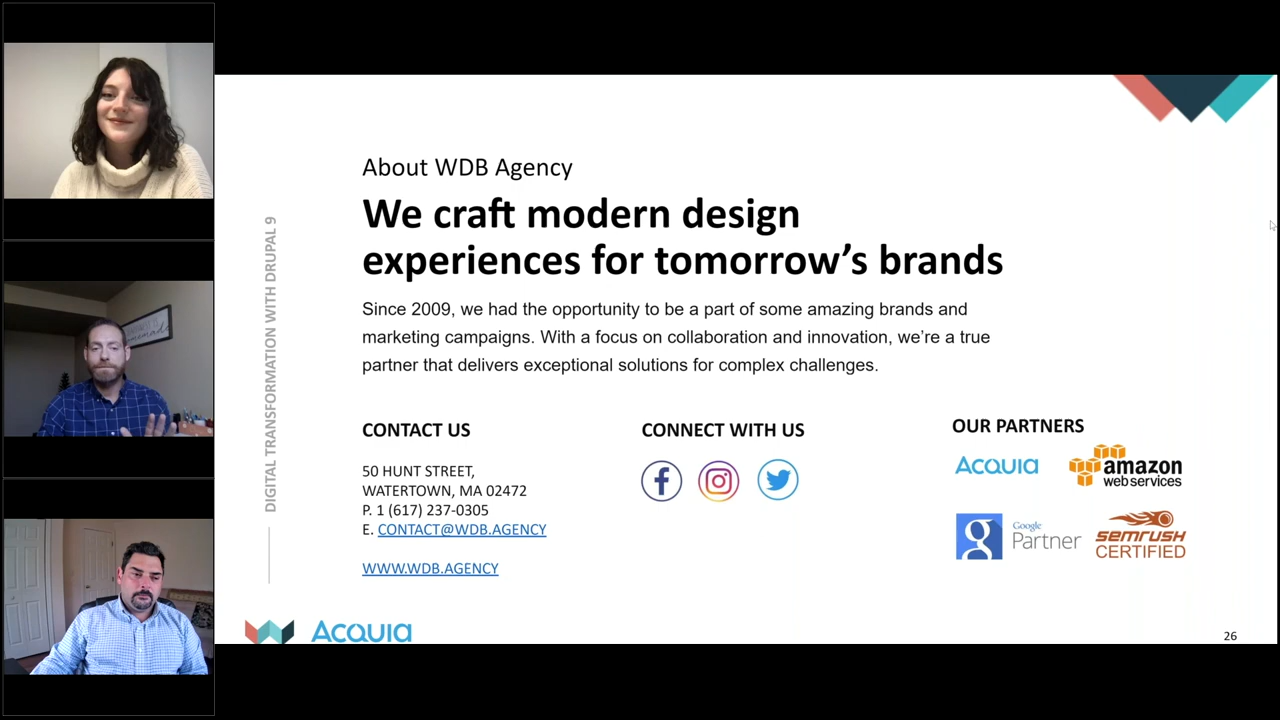 About WDB Agency
We craft modern design
experiences for tomorrow's brands
Since 2009, we had the opportunity to be a part of some amazing brands and
marketing campaigns. With a focus on collaboration and innovation, we're a true
partner that delivers exceptional solutions for complex challenges.
DIGITAL TRANSFORMATION WITH DRUPAL 9
CONTACT US
50 HUNT STREET,
WATERTOWN, MA 02472
P. 1 (617) 237-0305
E. CONTACT@WDB.AGENCY
WWW.WDB.AGENCY
CONNECT WITH US
OUR PARTNERS
ACQUIA
amazon
webservices
Google
Partner
SEMRUSH
CERTIFIED
ACQUIA
26